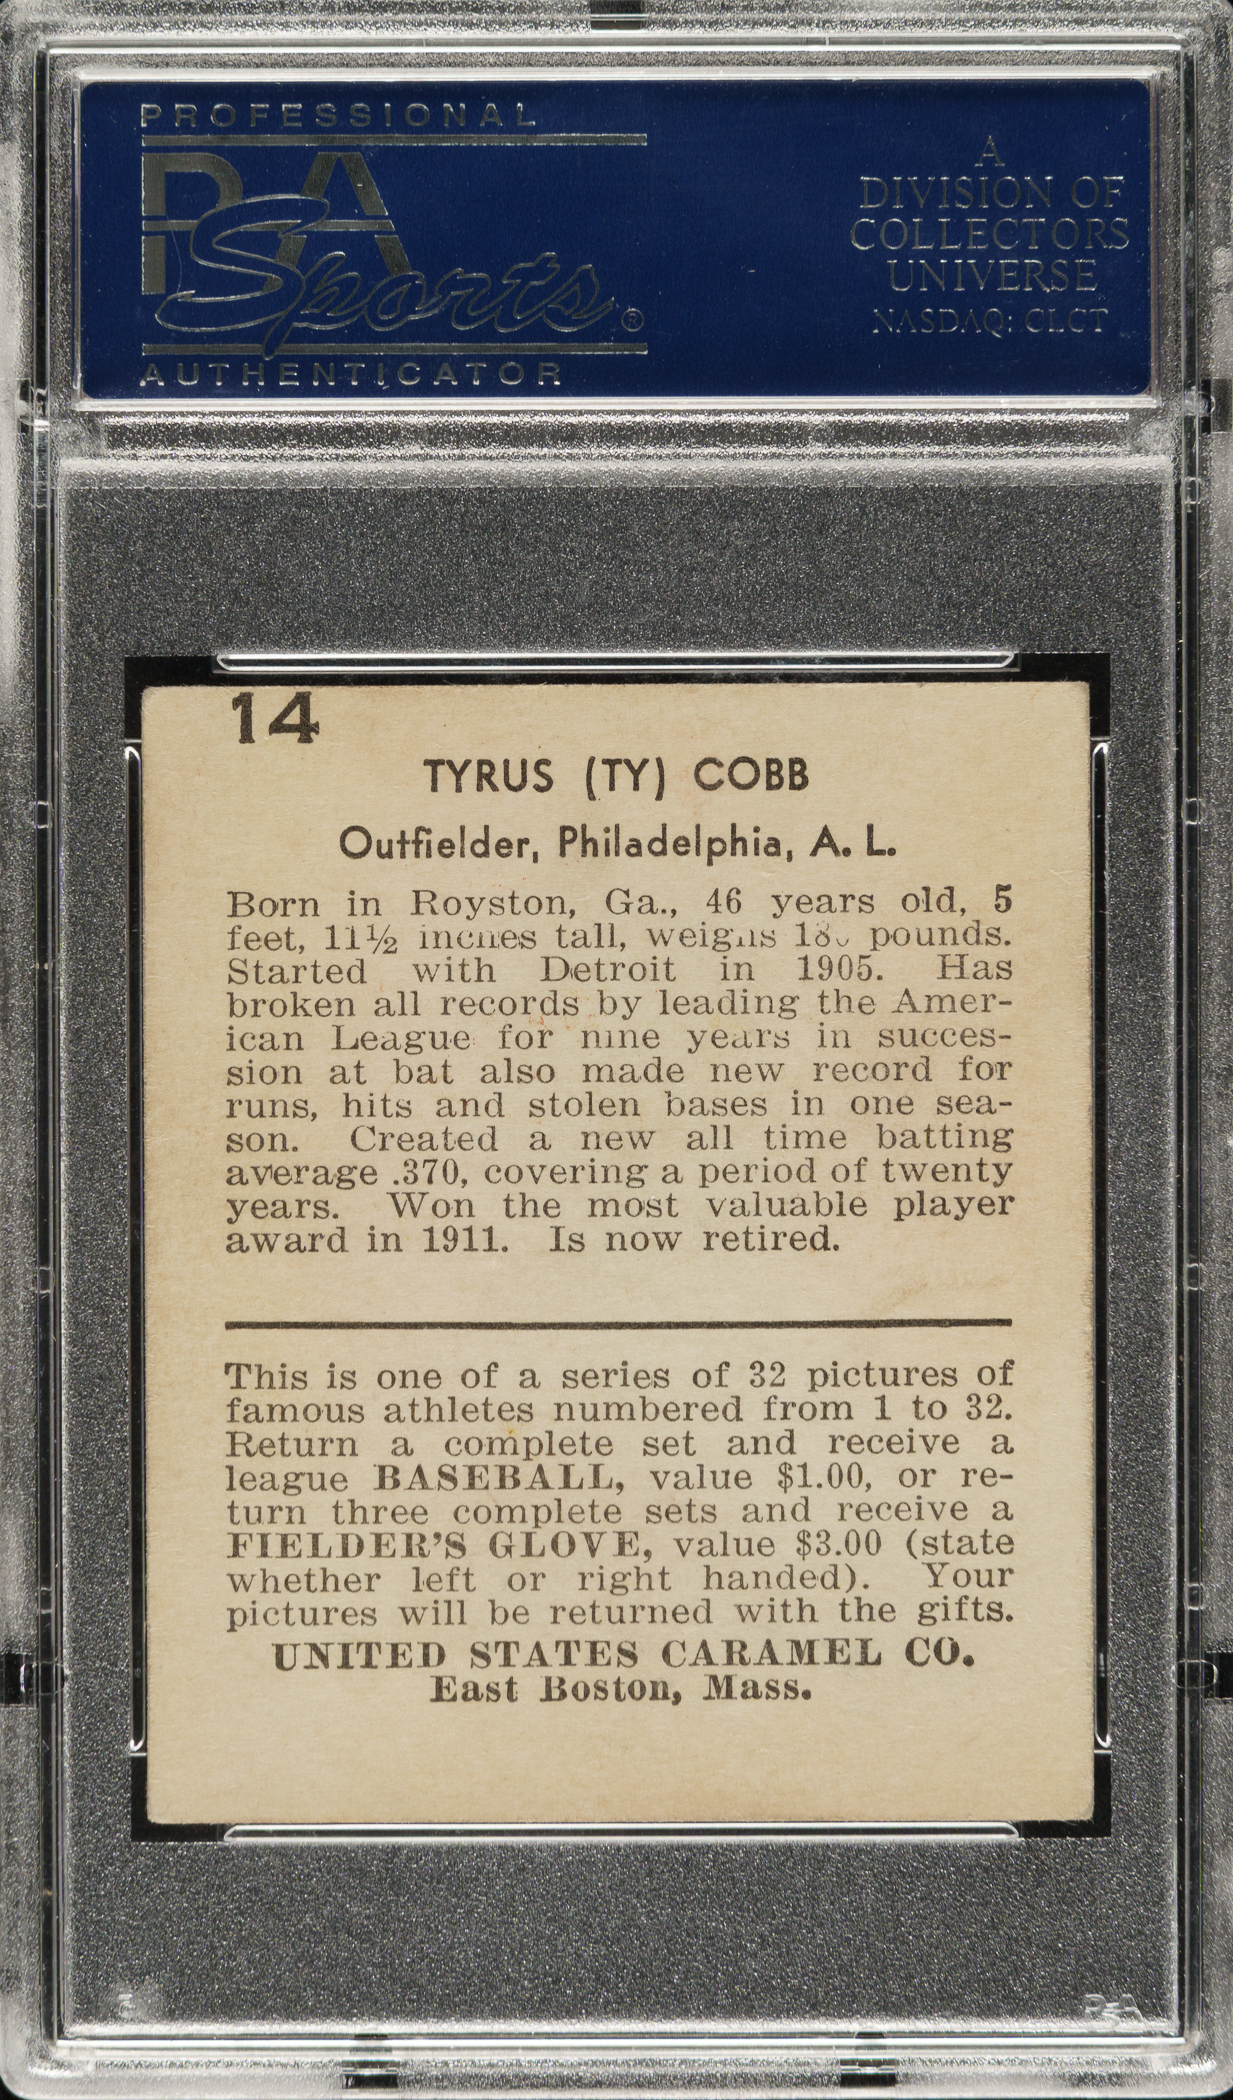 PROFESSIONAL
PSA
Sports®
AUTHENTICATOR
A
DIVISION OF
COLLECTORS
UNIVERSE
NASDAQ: CLCT
14
TYRUS (TY) COBB
Outfielder, Philadelphia, A. L.
Born in Royston, Ga., 46 years old, 5
feet, 11½ inches tall, weighs pounds.
Started with Detroit in 1905. Has
broken all records by leading the Amer-
ican League for nine years in succes-
sion at bat also made new record for
runs, hits and stolen bases in one sea-
son. Created a new all time batting
average .370, covering a period of twenty
years. Won the most valuable player
award in 1911. Is now retired.
This is one of a series of 32 pictures of
famous athletes numbered from 1 to 32.
Return a complete set and receive a
league BASEBALL, value $1.00, or re-
turn three complete sets and receive a
FIELDER'S GLOVE, value $3.00 (state
whether left or right handed). Your
pictures will be returned with the gifts.
UNITED STATES CARAMEL CO.
East Boston, Mass.
PSA